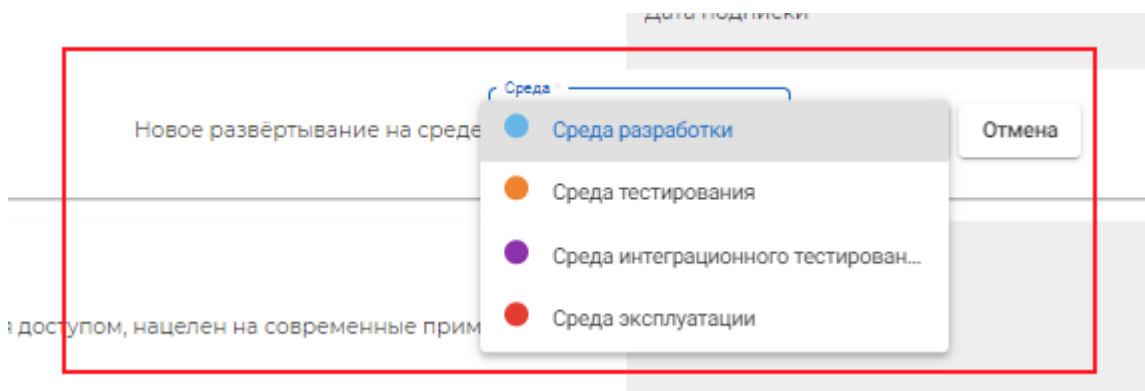 Дата подписки
Среда *
Новое развёртывание на среде
Среда разработки
Отмена
Среда тестирования
Среда интеграционного тестирован...
доступом, нацелен на современные прим
Среда эксплуатации